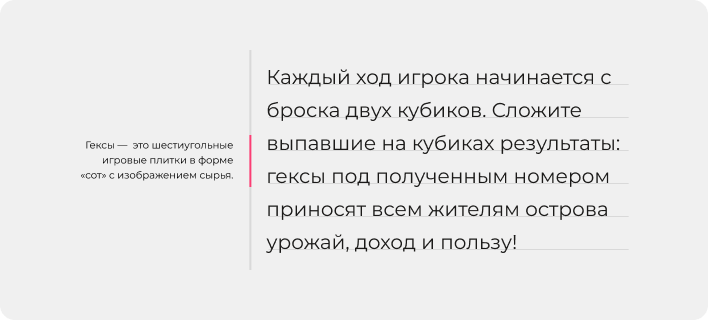 Гексы — это шестиугольные
игровые плитки в форме
«сот» с изображением сырья.
Каждый ход игрока начинается с
броска двух кубиков. Сложите
выпавшие на кубиках результаты:
гексы под полученным номером
приносят всем жителям острова
урожай, доход и пользу!